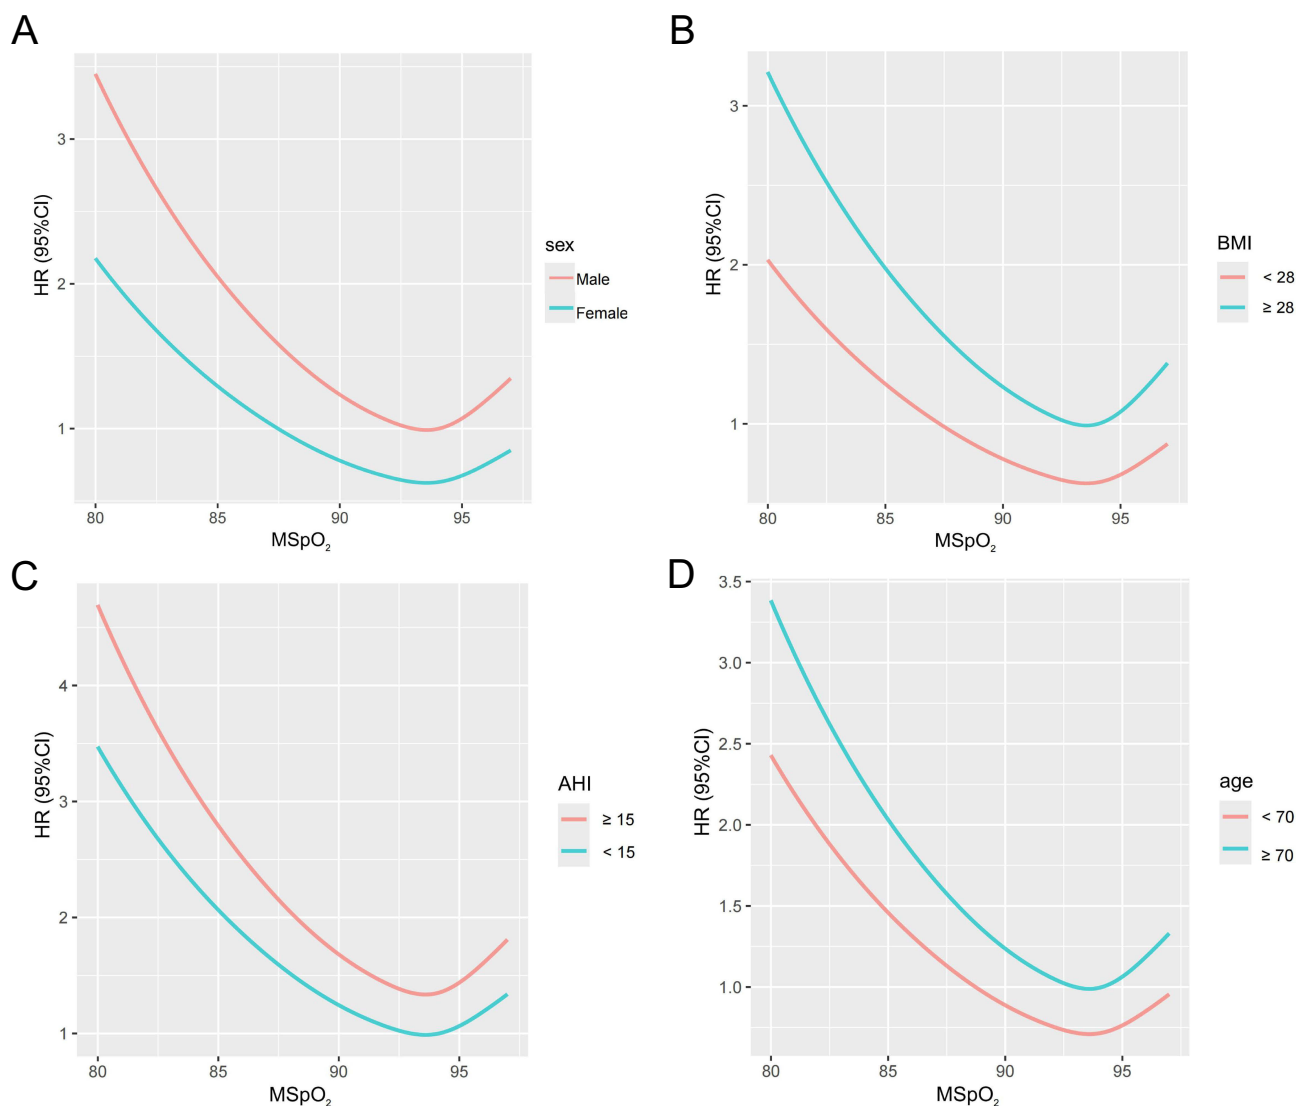 A
HR (95%CI)
3
2
1
80 85 90 95
MSpO₂
sex
Male
Female
B
HR (95%CI)
3
2
1
80 85 90 95
MSpO₂
BMI
< 28
≥ 28
C
HR (95%CI)
4
3
2
1
80 85 90 95
MSpO₂
AHI
≥ 15
< 15
D
HR (95%CI)
3.5
3.0
2.5
2.0
1.5
1.0
80 85 90 95
MSpO₂
age
< 70
≥ 70